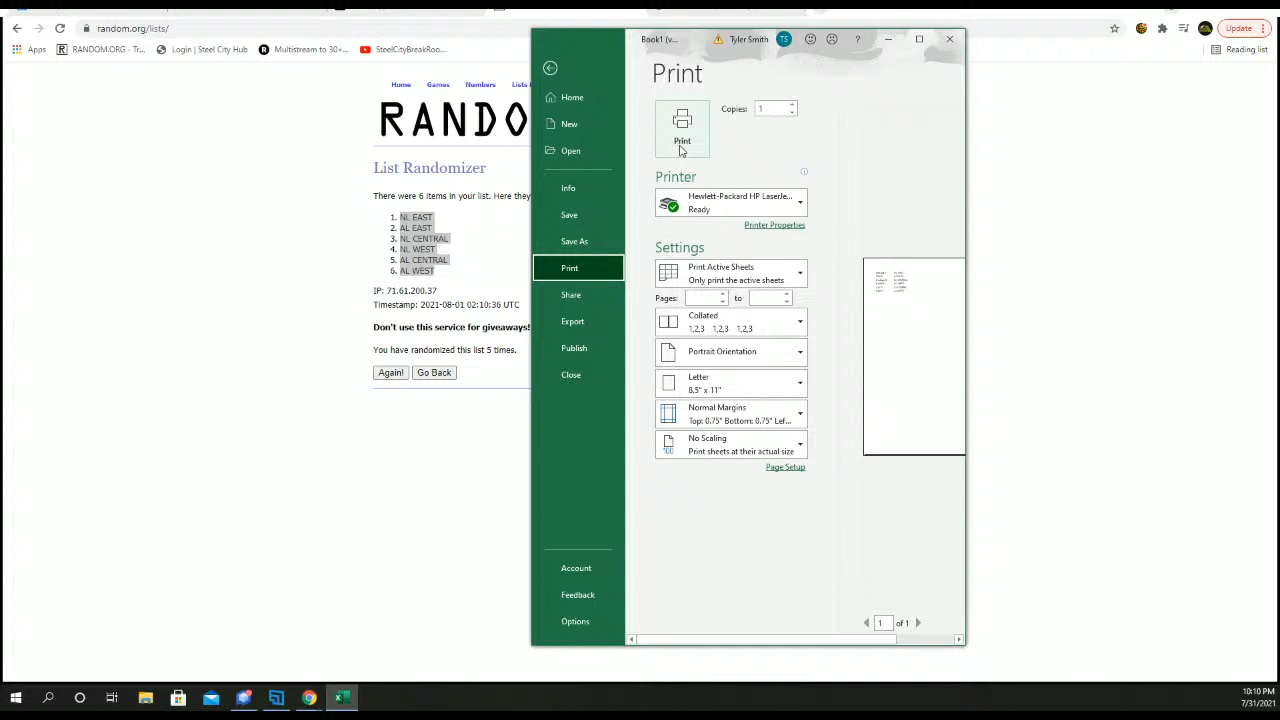 random.org/lists/
Update
Apps
RANDOM.ORG - Tr...
Login | Steel City Hub
Multistream to 30+...
SteelCityBreakRoo...
Reading list
Home
Games
Numbers
Lists
RANDO
List Randomizer
There were 6 items in your list. Here they
1. NL EAST
2. AL EAST
3. NL CENTRAL
4. NL WEST
5. AL CENTRAL
6. AL WEST
IP: 71.61.200.37
Timestamp: 2021-08-01 02:10:36 UTC
Don't use this service for giveaways!
You have randomized this list 5 times.
Again!
Go Back
Book1 (v...
Tyler Smith
TS
?
Home
New
Open
Info
Save
Save As
Print
Share
Export
Publish
Close
Account
Feedback
Options
Print
Print
Copies: 1
Printer
Hewlett-Packard HP LaserJe...
Ready
Printer Properties
Settings
Print Active Sheets
Only print the active sheets
Pages:
to
Collated
1,2,3 1,2,3 1,2,3
Portrait Orientation
Letter
8.5" x 11"
Normal Margins
Top: 0.75" Bottom: 0.75" Lef...
No Scaling
100
Print sheets at their actual size
Page Setup
1 of 1
10:10 PM
7/31/2021